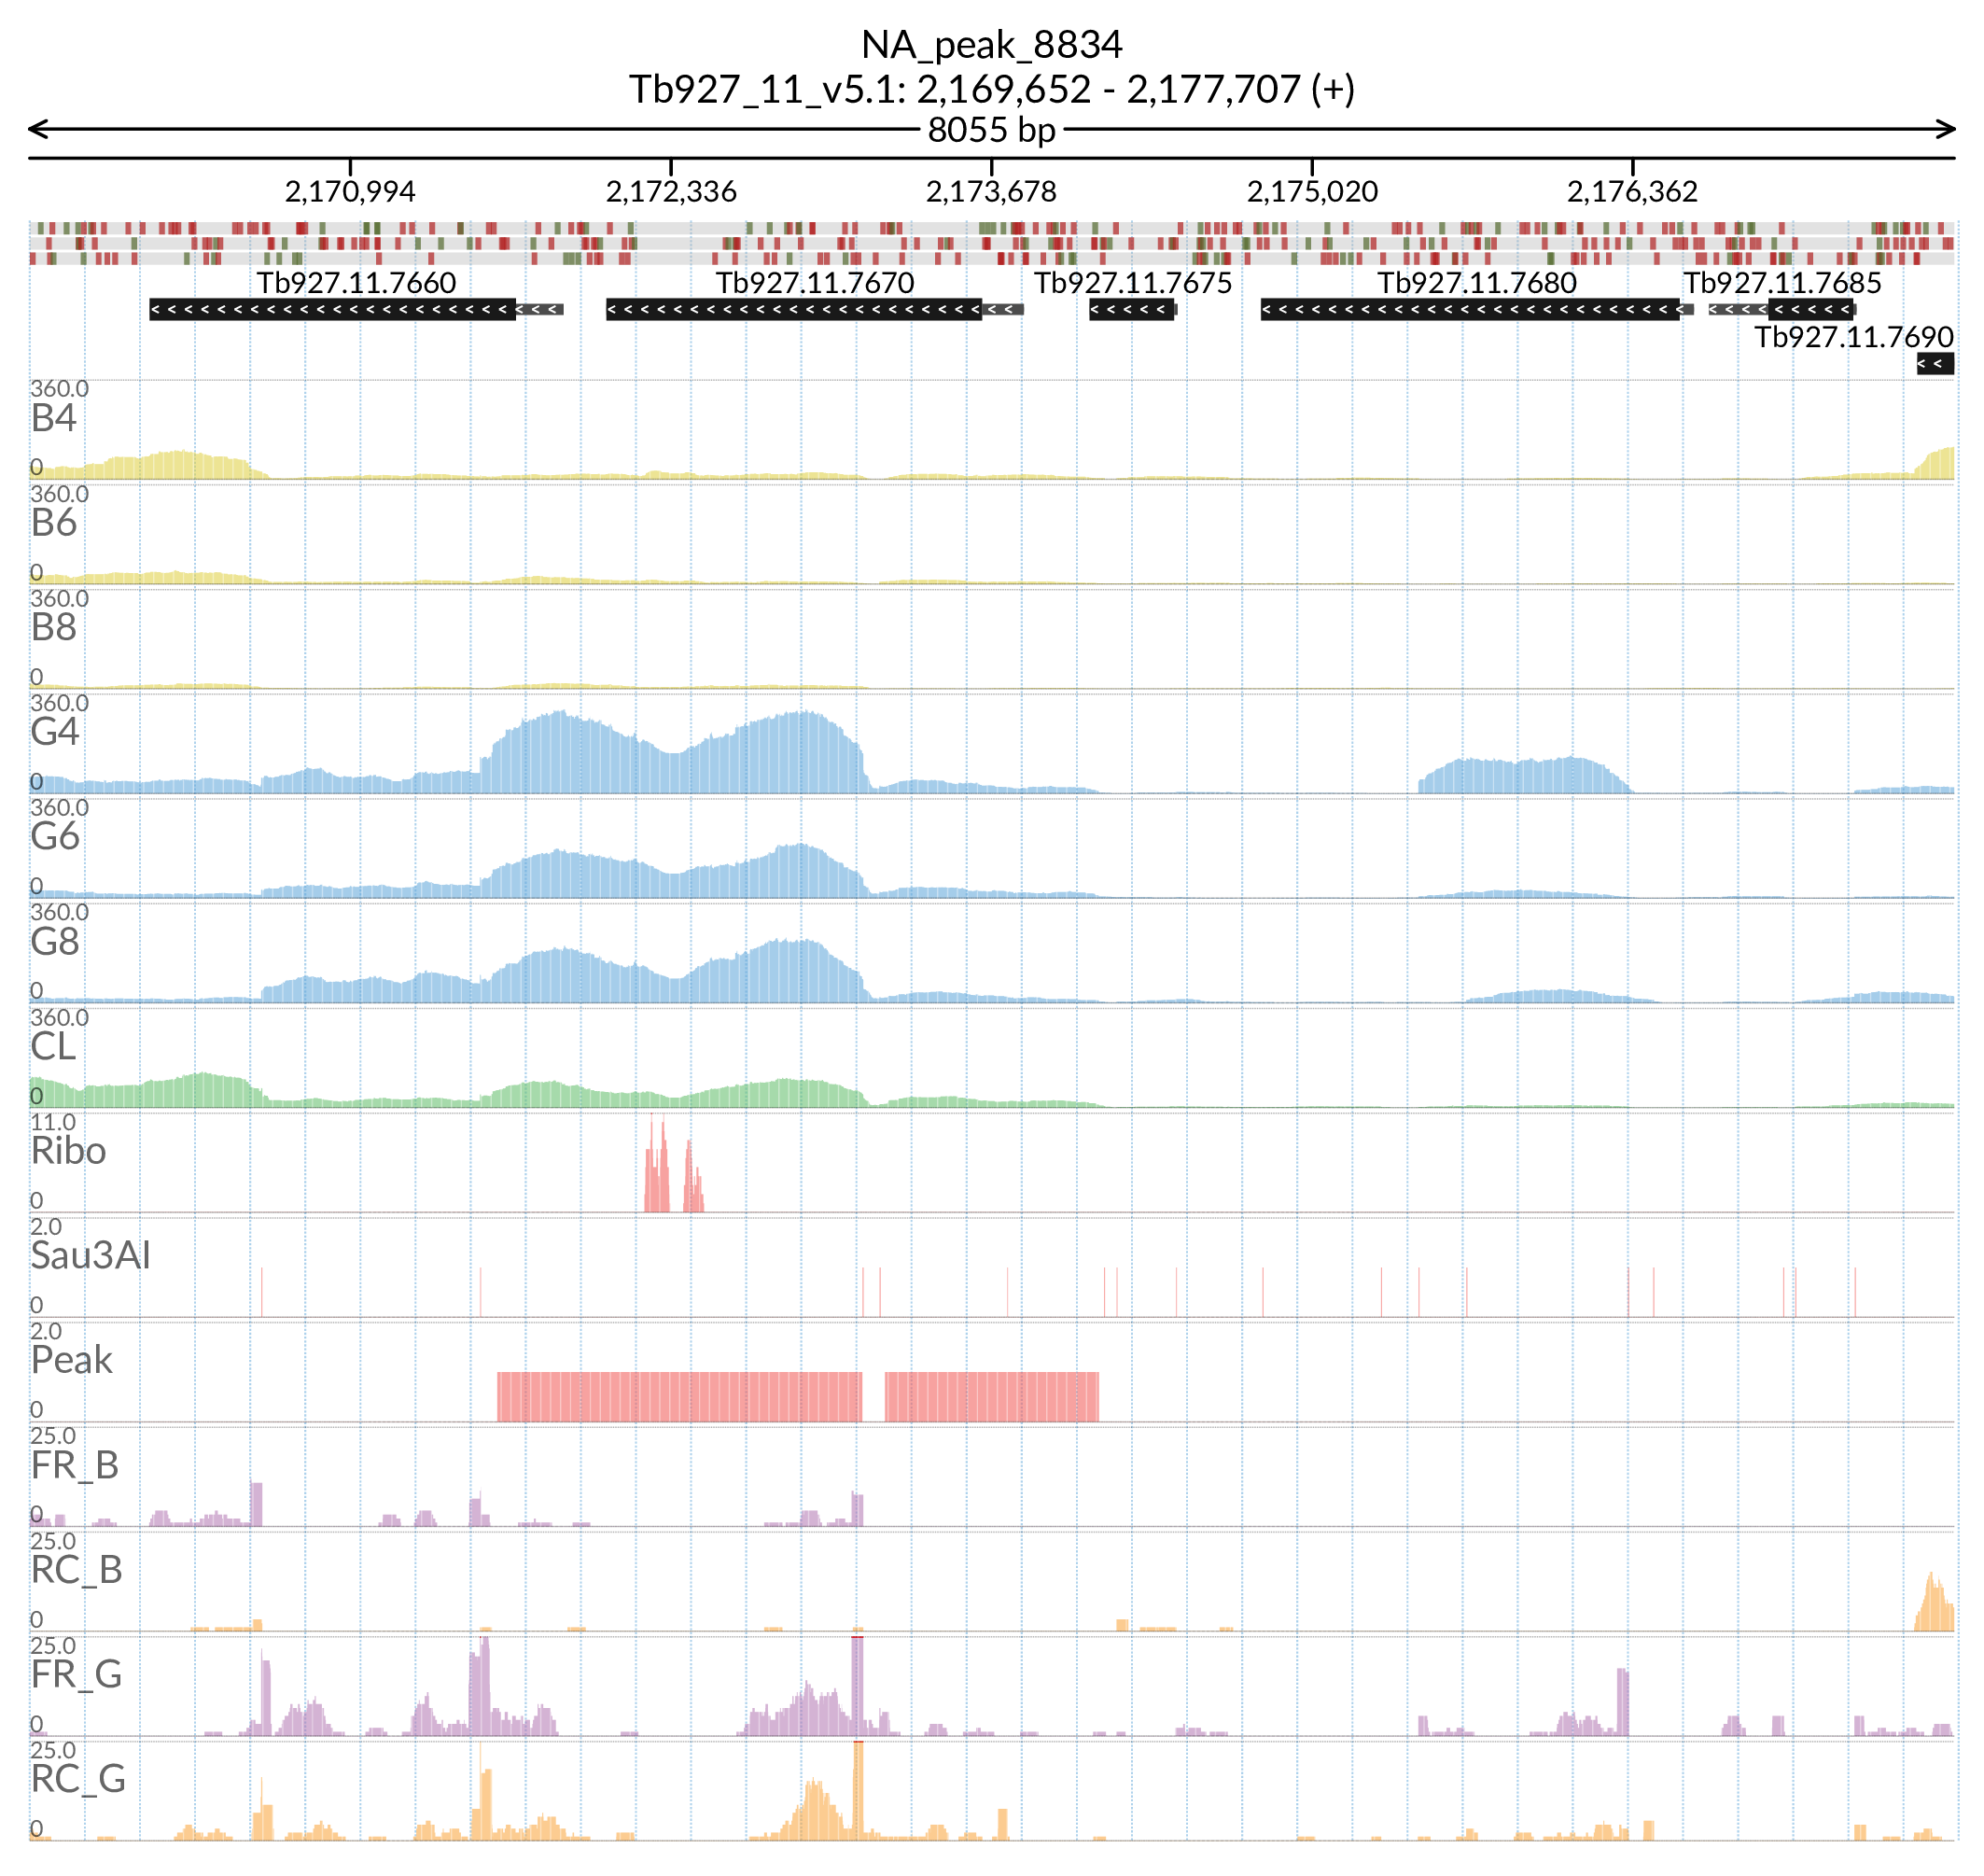 NA_peak_8834
Tb927_11_v5.1: 2,169,652 - 2,177,707 (+)
8055 bp
2,170,994 2,172,336 2,173,678 2,175,020 2,176,362
Tb927.11.7660 Tb927.11.7670 Tb927.11.7675 Tb927.11.7680 Tb927.11.7685
Tb927.11.7690
360.0
B4
0
360.0
B6
0
360.0
B8
0
360.0
G4
0
360.0
G6
0
360.0
G8
0
360.0
CL
0
11.0
Ribo
0
2.0
Sau3AI
0
2.0
Peak
0
25.0
FR_B
0
25.0
RC_B
0
25.0
FR_G
0
25.0
RC_G
0